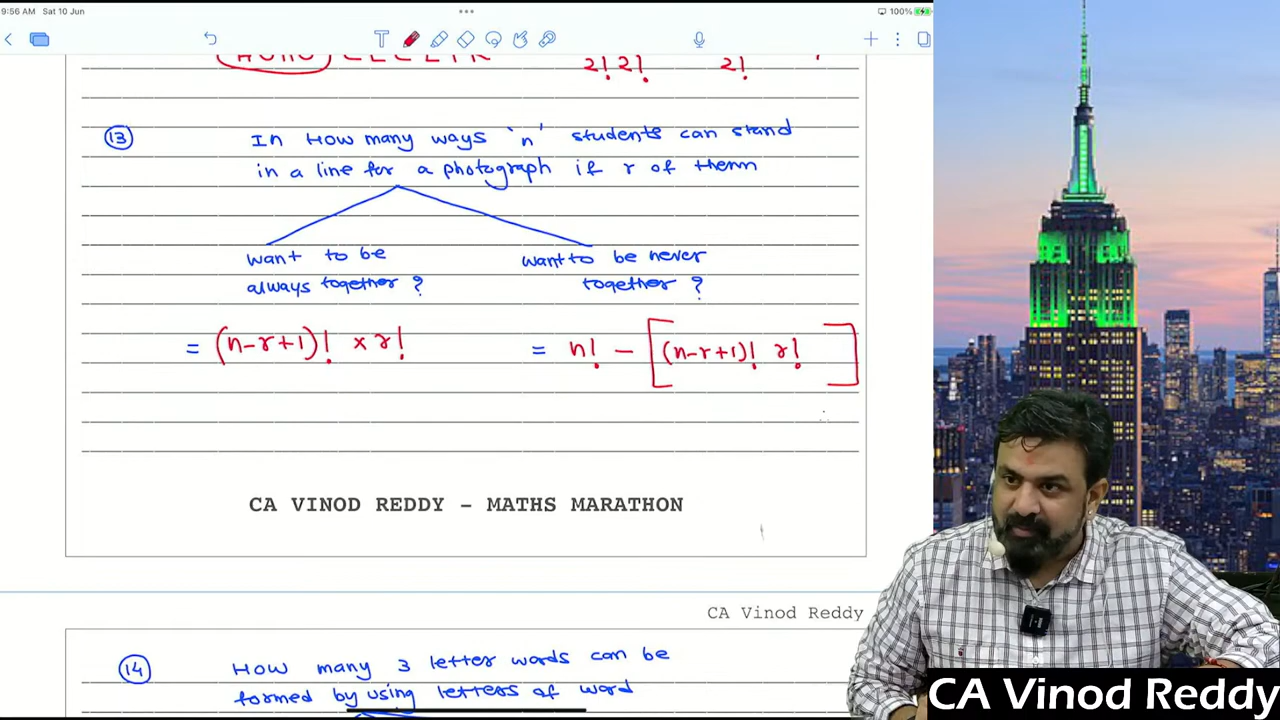 9:56 AM Sat 10 Jun
100%
2! 2! 2!
13 In How many ways 'n' students can stand
in a line for a photograph if r of them
want to be
always together ?
want to be never
together ?
= (n-r+1)! × r!
= n! - [(n-r+1)! r! ]
CA VINOD REDDY - MATHS MARATHON
CA Vinod Reddy
14 How many 3 letter words can be
formed by using letters of word
CA Vinod Reddy